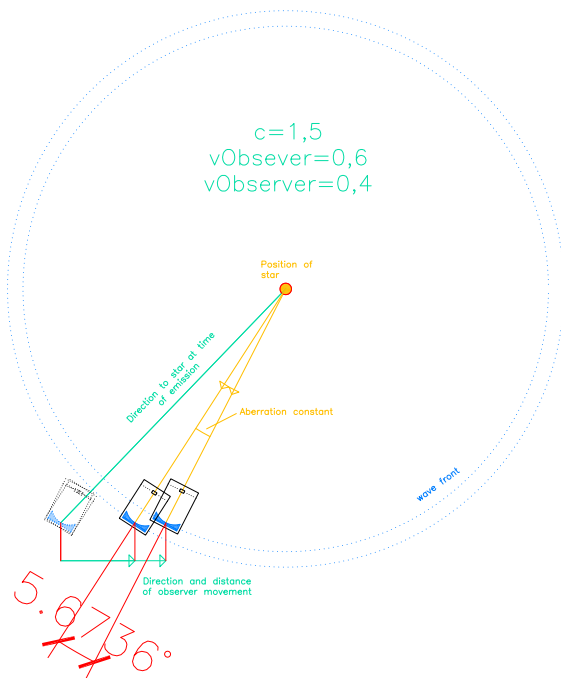 c=1,5
vObsever=0,6
vObserver=0,4
Position of
star
Direction to star at time
of emission
Aberration constant
wave front
Direction and distance
of observer movement
5.6736°